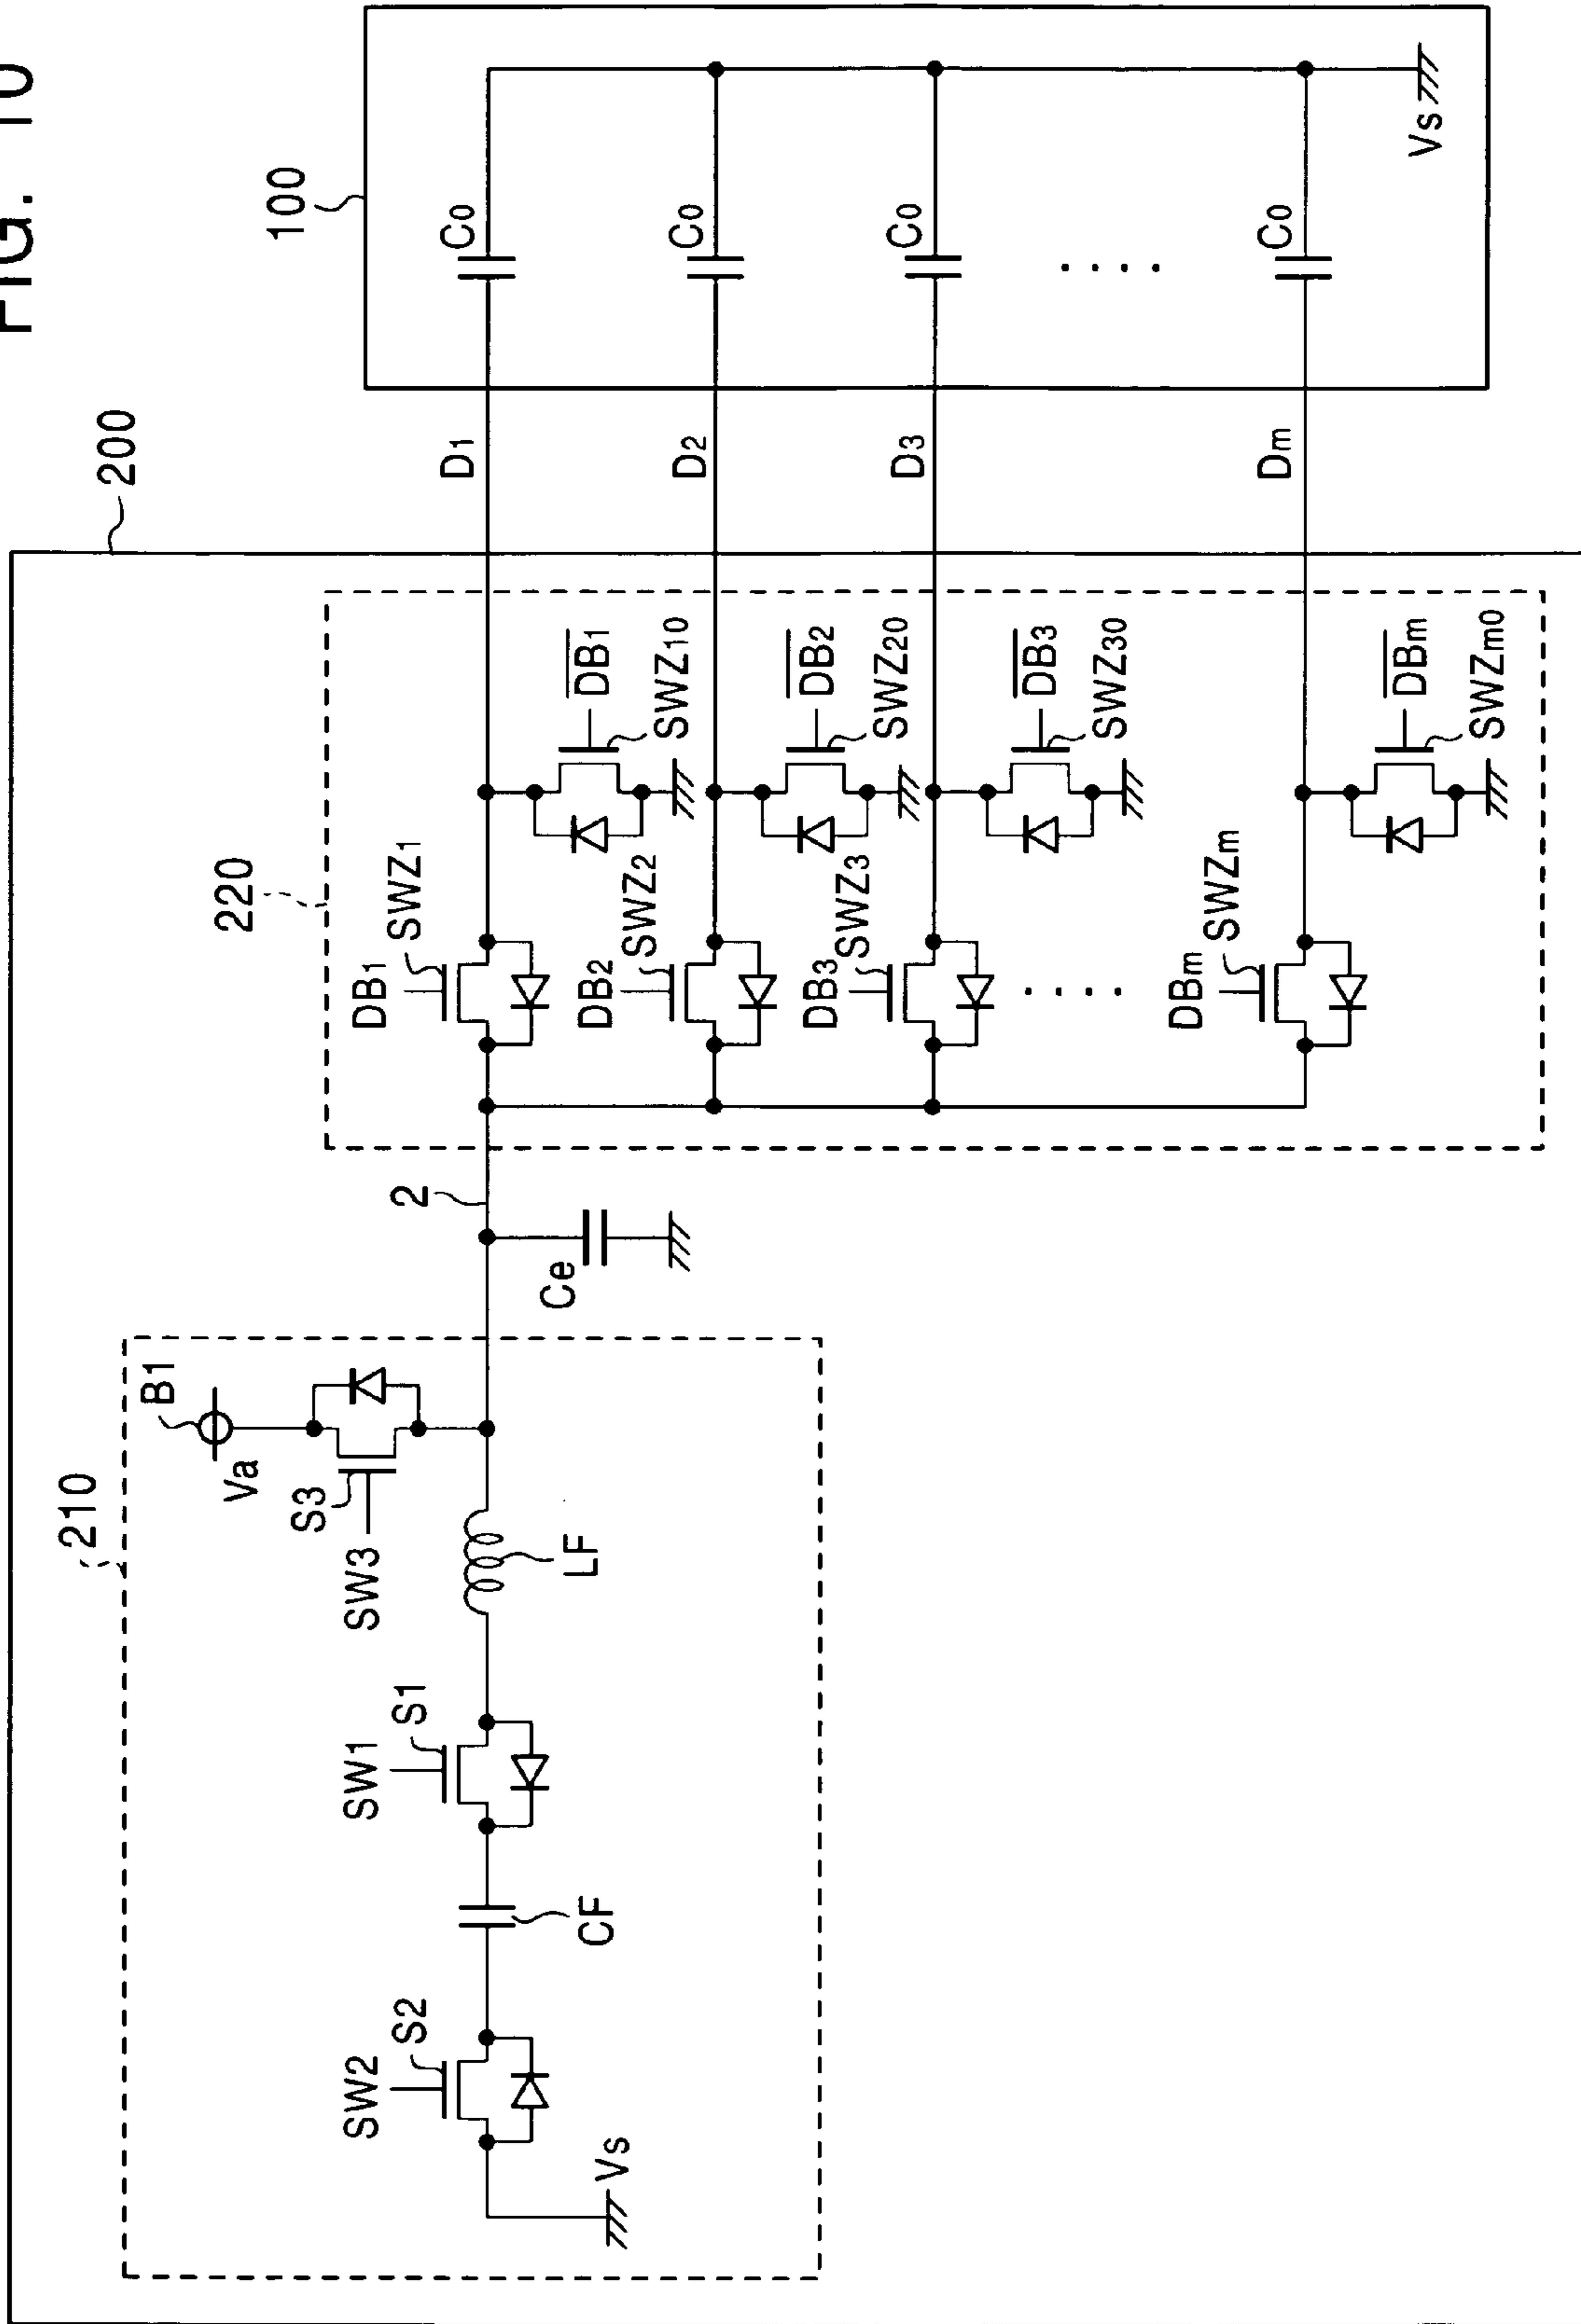 FIG. 10
200
100
210
B1
Va
S3
SW3
LF
SW1
S1
CF
SW2
S2
Vs
2
Ce
220
DB1
SWZ1
D1
C0
DB1
SWZ10
DB2
SWZ2
D2
C0
DB2
SWZ20
DB3
SWZ3
D3
C0
DB3
SWZ30
....
....
DBm
SWZm
Dm
C0
DBm
SWZm0
Vs